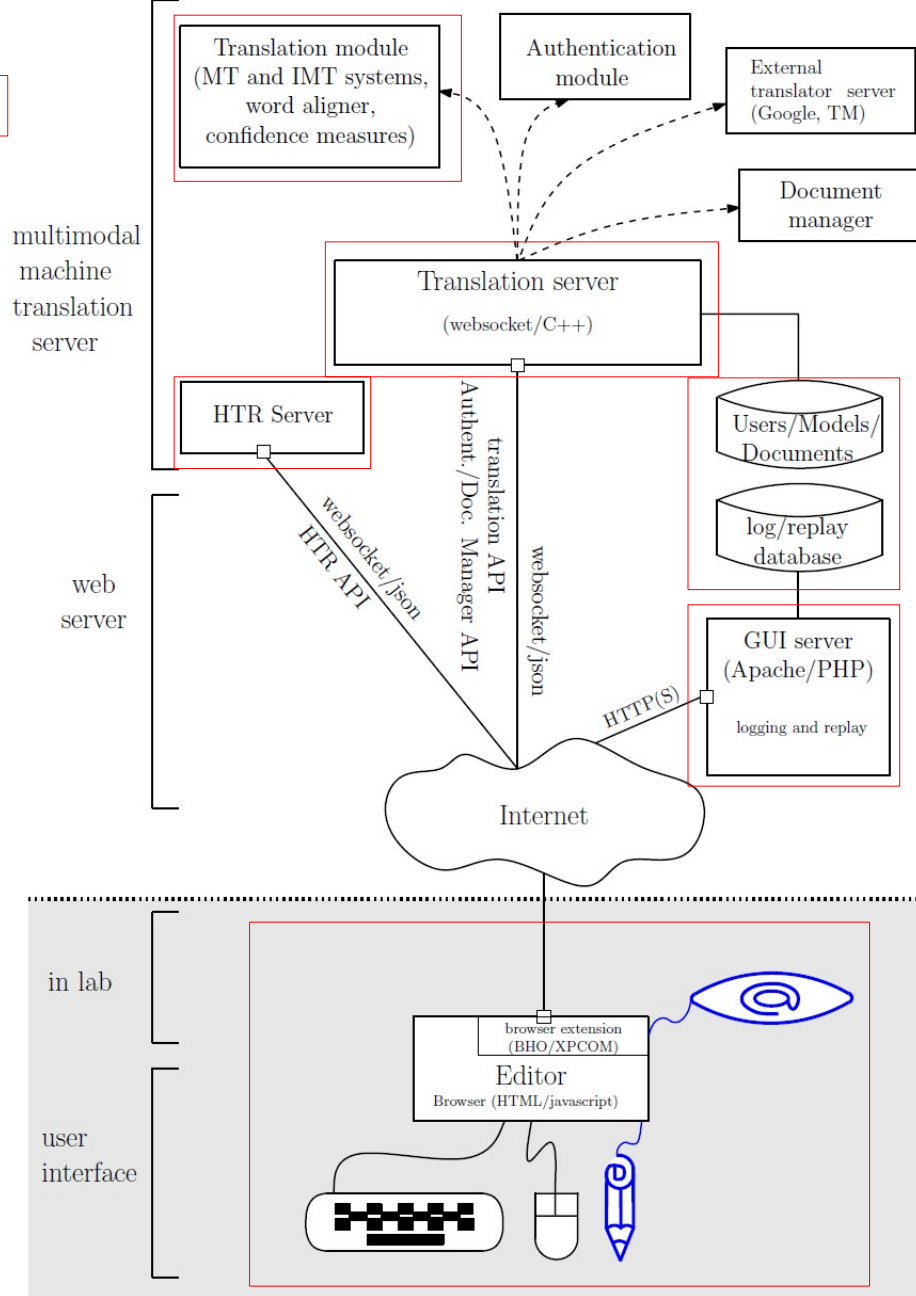 Translation module
(MT and IMT systems,
word aligner,
confidence measures)
Authentication
module
External
translator server
(Google, TM)
Document
manager
multimodal
machine
translation
server
Translation server
(websocket/C++)
HTR Server
Users/Models/
Documents
log/replay
database
websocket/json
HTR API
translation API
Authent./Doc. Manager API
websocket/json
web
server
GUI server
(Apache/PHP)
logging and replay
HTTP(S)
Internet
in lab
browser extension
(BHO/XPCOM)
Editor
Browser (HTML/javascript)
user
interface